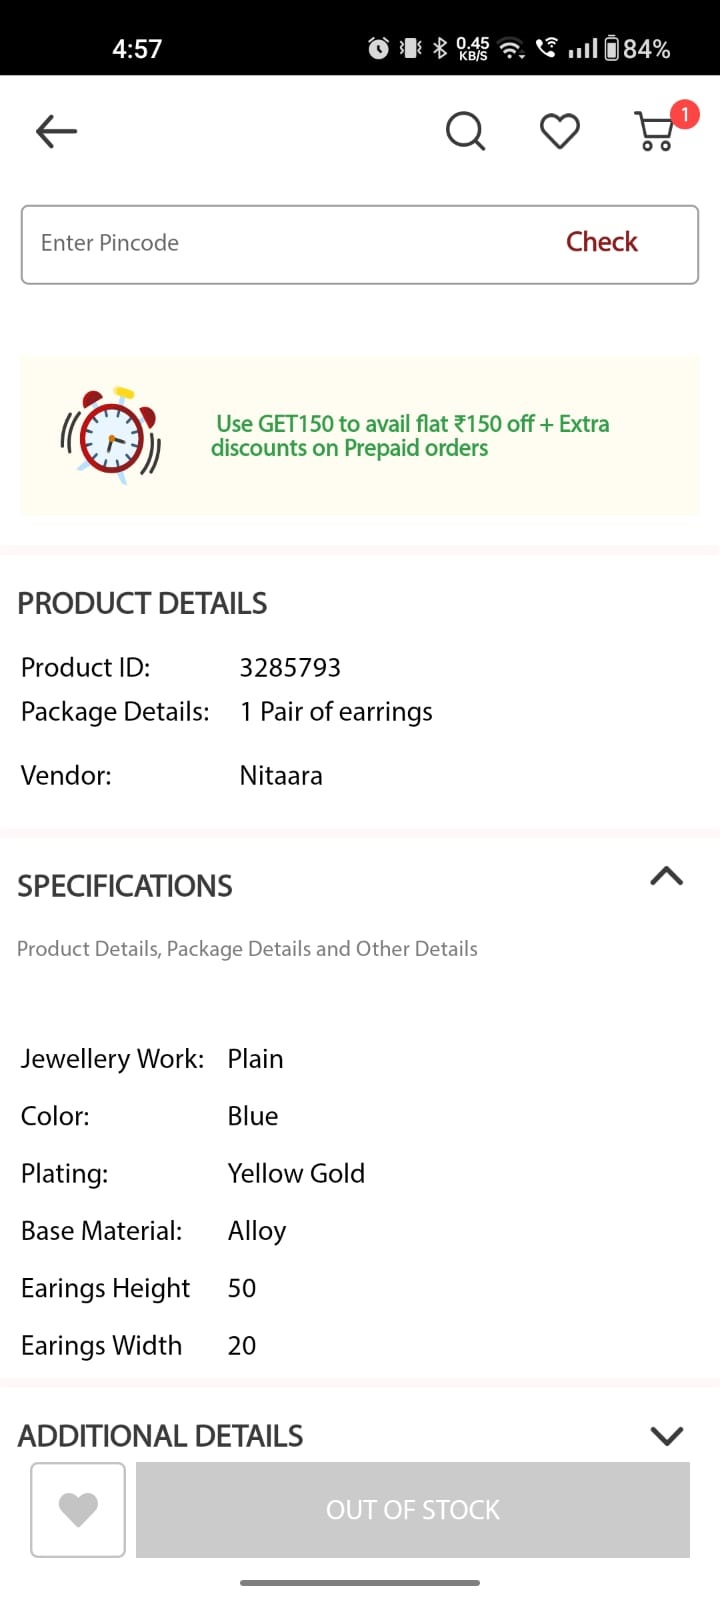 4:57
0.45
KB/S
84%
1
Enter Pincode
Check
Use GET150 to avail flat ₹150 off + Extra
discounts on Prepaid orders
PRODUCT DETAILS
Product ID: 3285793
Package Details: 1 Pair of earrings
Vendor: Nitaara
SPECIFICATIONS
Product Details, Package Details and Other Details
Jewellery Work: Plain
Color: Blue
Plating: Yellow Gold
Base Material: Alloy
Earings Height 50
Earings Width 20
ADDITIONAL DETAILS
OUT OF STOCK